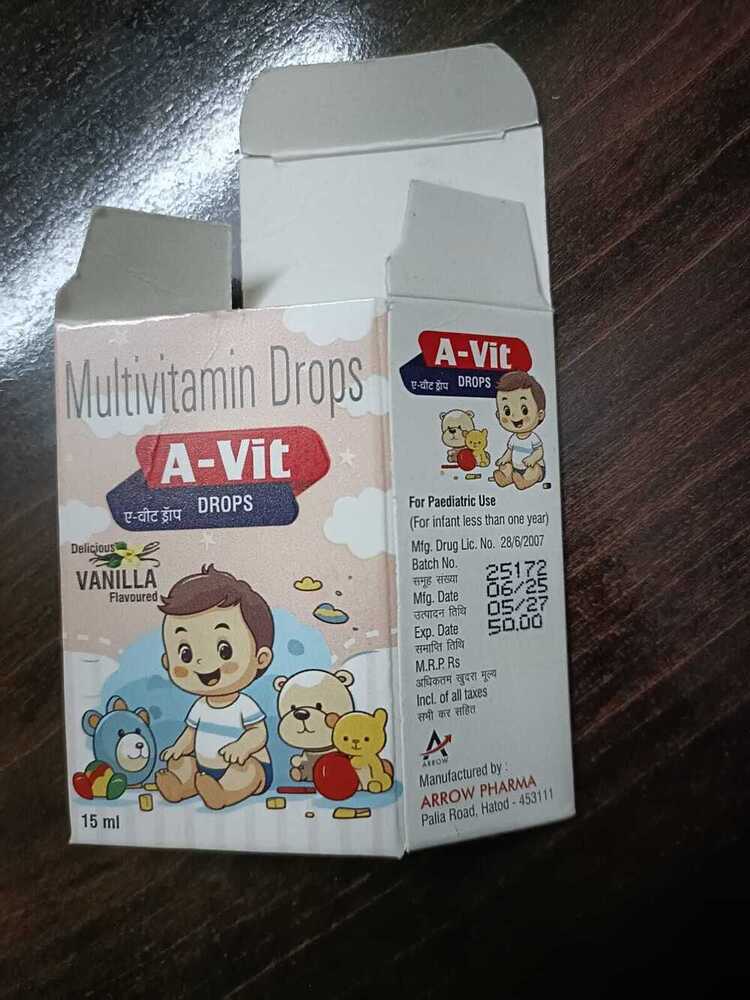 Multivitamin Drops
A-Vit
ए-वीट ड्रॉप DROPS
Delicious
VANILLA
Flavoured
15 ml
A-Vit
ए-वीट ड्रॉप DROPS
For Paediatric Use
(For infant less than one year)
Mfg. Drug Lic. No. 28/6/2007
Batch No. 25172
समूह संख्या
Mfg. Date 06/25
उत्पादन तिथि
Exp. Date 05/27
समाप्ति तिथि
M.R.P. Rs 50.00
अधिकतम खुदरा मूल्य
Incl. of all taxes
सभी कर सहित
ARROW
Manufactured by :
ARROW PHARMA
Palia Road, Hatod - 453111